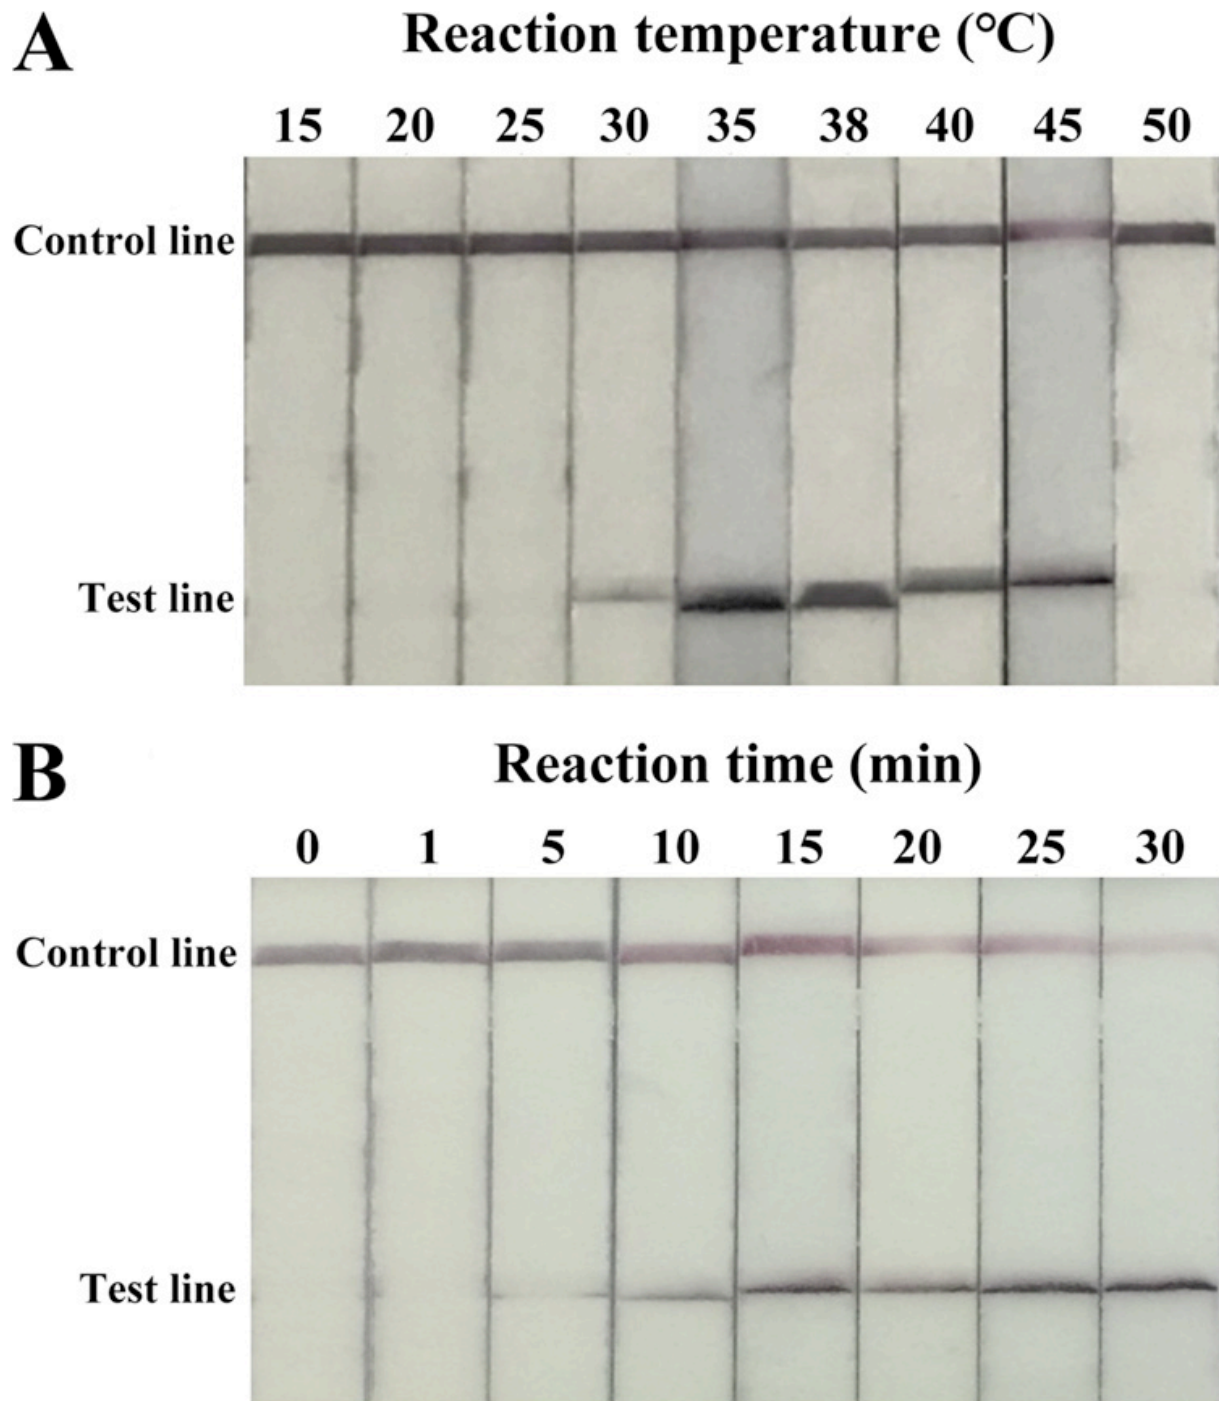 A
Reaction temperature (°C)
15 20 25 30 35 38 40 45 50
Control line
Test line
B
Reaction time (min)
0 1 5 10 15 20 25 30
Control line
Test line